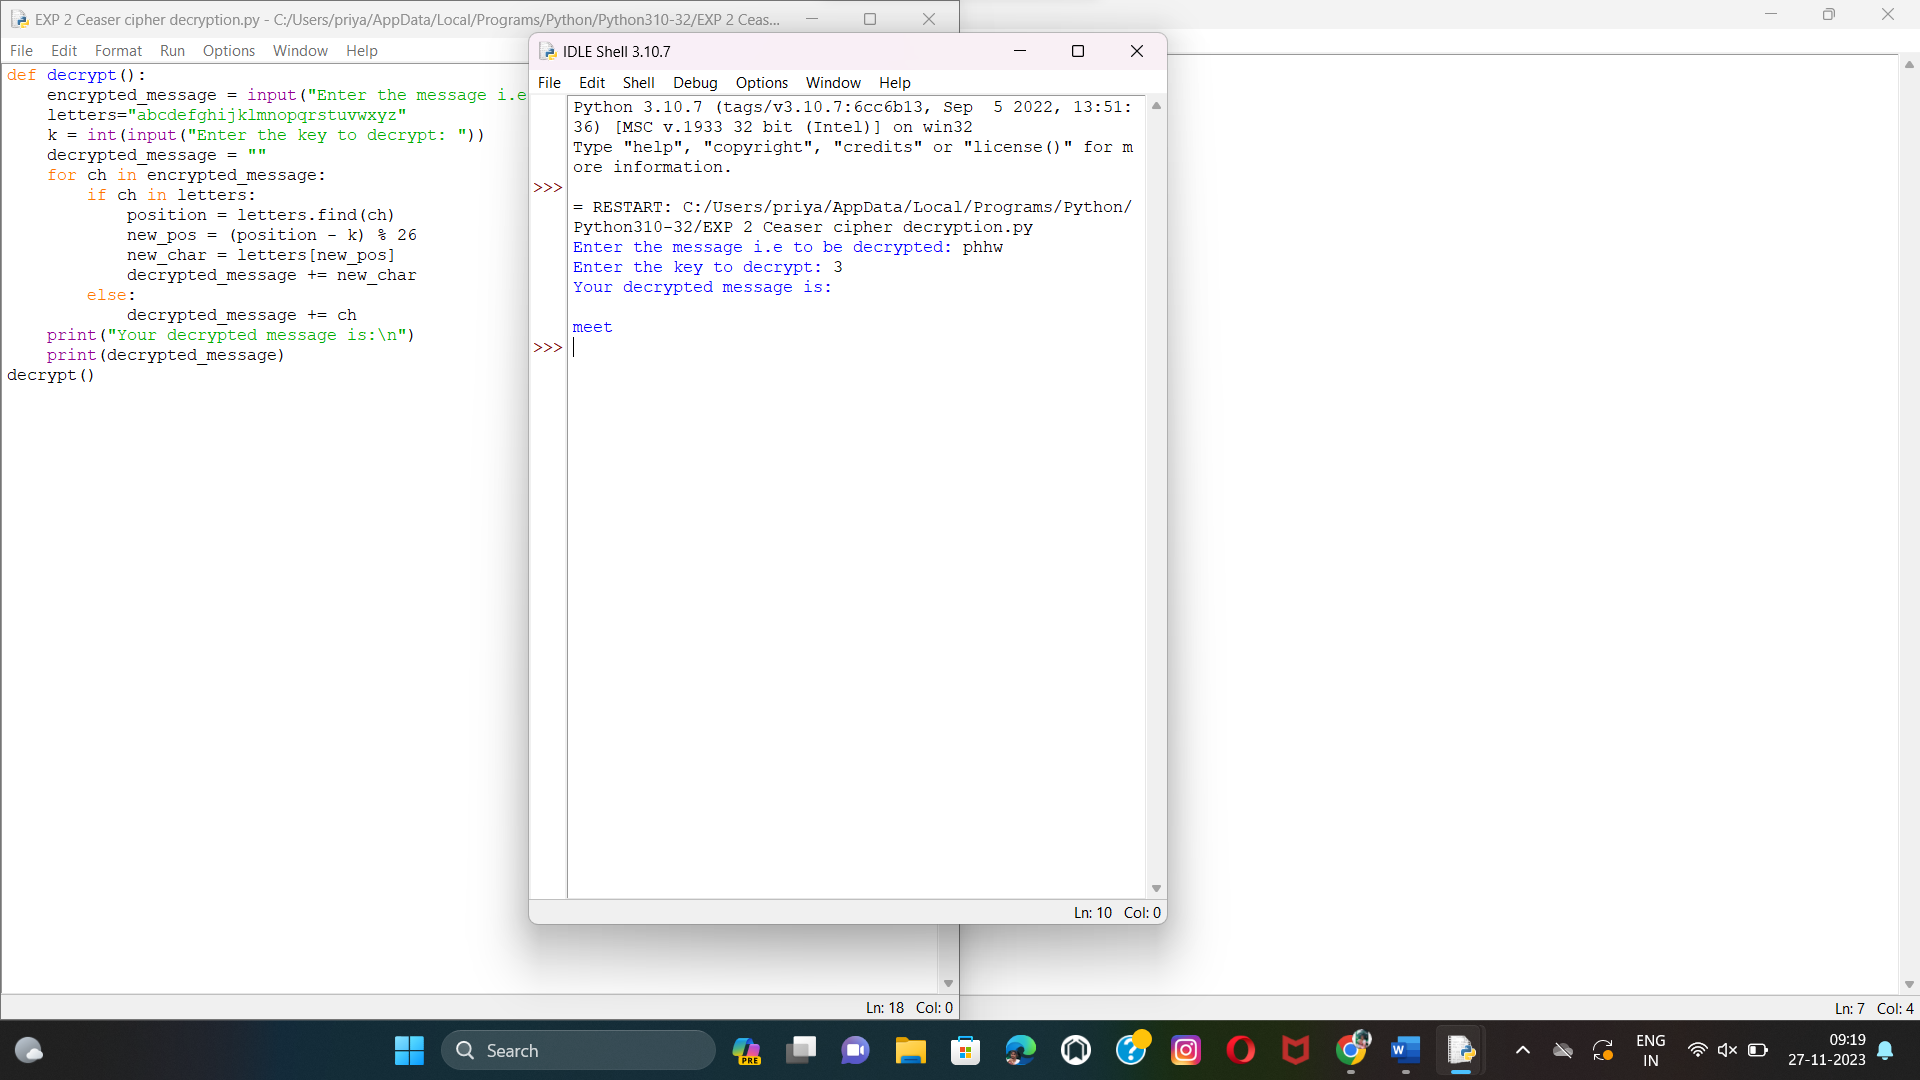 EXP 2 Ceaser cipher decryption.py - C:/Users/priya/AppData/Local/Programs/Python/Python310-32/EXP 2 Ceas...
File Edit Format Run Options Window Help
def decrypt():
    encrypted_message = input("Enter the message i.e
    letters="abcdefghijklmnopqrstuvwxyz"
    k = int(input("Enter the key to decrypt: "))
    decrypted_message = ""
    for ch in encrypted_message:
        if ch in letters:
            position = letters.find(ch)
            new_pos = (position - k) % 26
            new_char = letters[new_pos]
            decrypted_message += new_char
        else:
            decrypted_message += ch
    print("Your decrypted message is:\n")
    print(decrypted_message)
decrypt()
Ln: 18 Col: 0
IDLE Shell 3.10.7
File Edit Shell Debug Options Window Help
Python 3.10.7 (tags/v3.10.7:6cc6b13, Sep  5 2022, 13:51:
36) [MSC v.1933 32 bit (Intel)] on win32
Type "help", "copyright", "credits" or "license()" for m
ore information.
>>>
= RESTART: C:/Users/priya/AppData/Local/Programs/Python/
Python310-32/EXP 2 Ceaser cipher decryption.py
Enter the message i.e to be decrypted: phhw
Enter the key to decrypt: 3
Your decrypted message is:
meet
>>>
Ln: 10 Col: 0
Ln: 7 Col: 4
Search
PRE
W
ENG
IN
09:19
27-11-2023